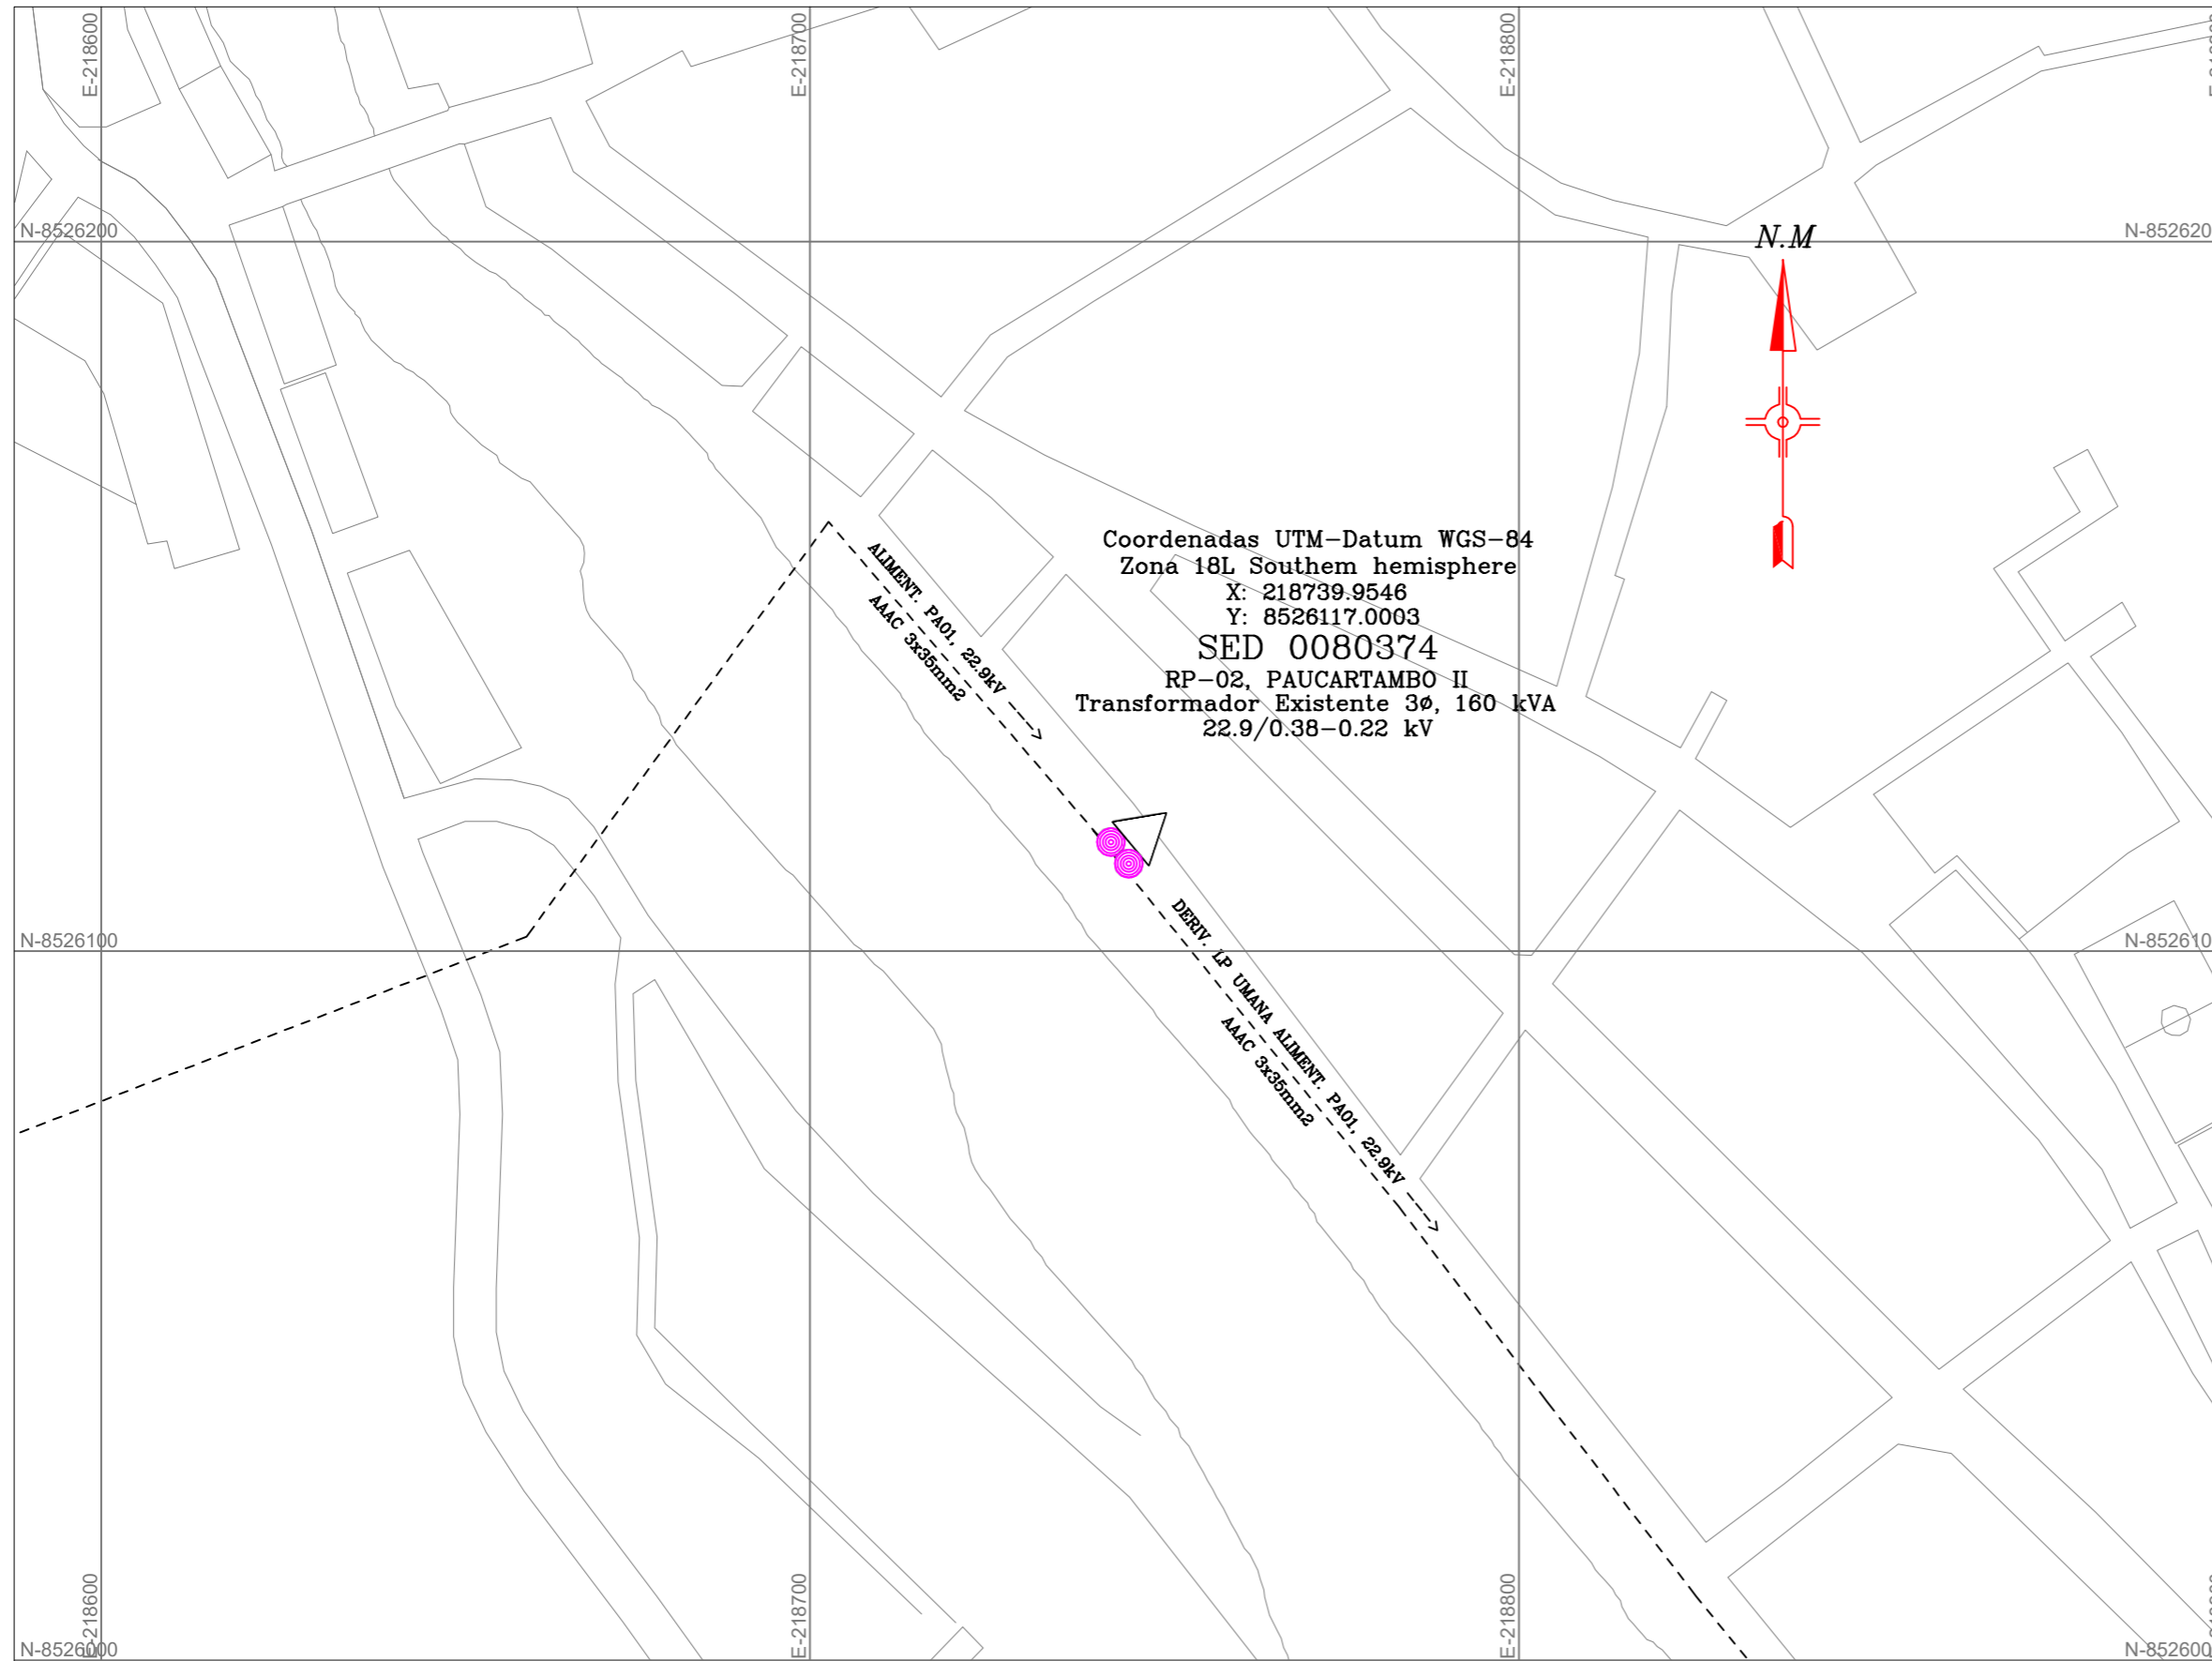 E-218600
E-218700
E-218800
N-8526200
N-852620
N.M
Coordenadas UTM-Datum WGS-84
Zona 18L Southem hemisphere
X: 218739.9546
Y: 8526117.0003
SED 0080374
RP-02, PAUCARTAMBO II
Transformador Existente 3ø, 160 kVA
22.9/0.38-0.22 kV
ALIMENT. PA01, 22.9kV
AAAC 3x35mm2
N-8526100
N-852610
DERIV. LP UMANA ALIMENT. PA01, 22.9kV
AAAC 3x35mm2
E-218600
E-218700
E-218800
N-8526000
N-852600